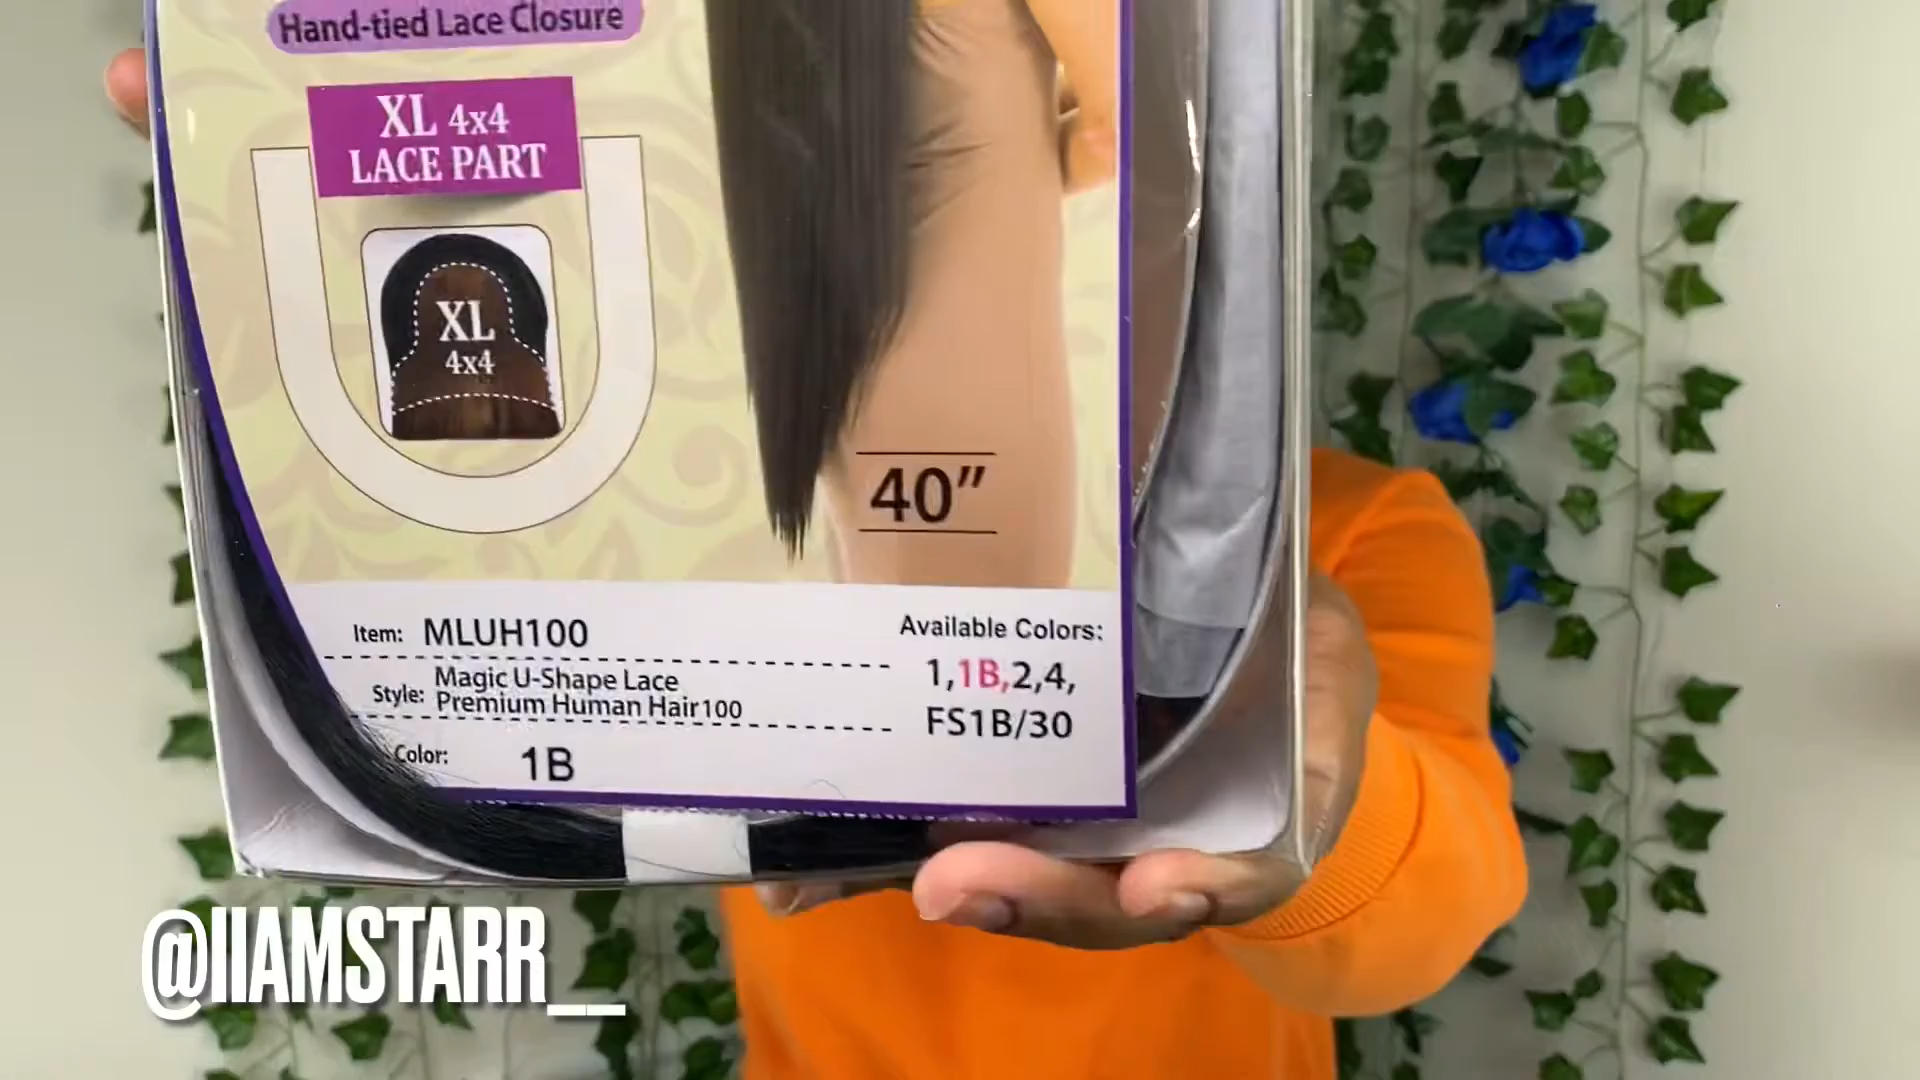 Hand-tied Lace Closure
XL 4x4
LACE PART
XL
4x4
40”
Item: MLUH100
Style: Magic U-Shape Lace
Premium Human Hair100
Color: 1B
Available Colors:
1,1B,2,4,
FS1B/30
@IIAMSTARR__